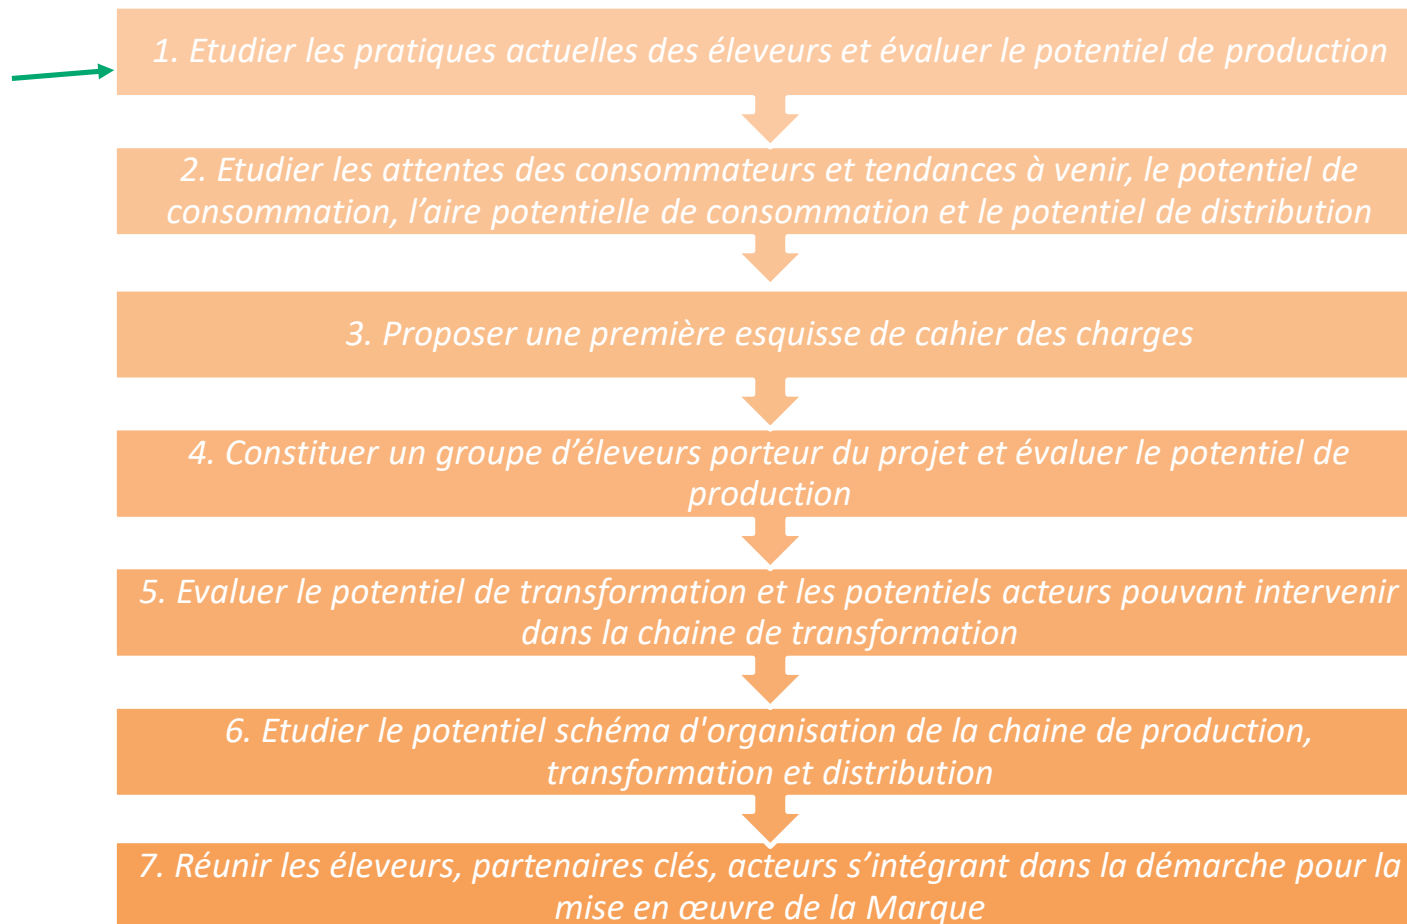 1. Etudier les pratiques actuelles des éleveurs et évaluer le potentiel de production
2. Etudier les attentes des consommateurs et tendances à venir, le potentiel de
consommation, l’aire potentielle de consommation et le potentiel de distribution
3. Proposer une première esquisse de cahier des charges
4. Constituer un groupe d’éleveurs porteur du projet et évaluer le potentiel de
production
5. Evaluer le potentiel de transformation et les potentiels acteurs pouvant intervenir
dans la chaine de transformation
6. Etudier le potentiel schéma d'organisation de la chaine de production,
transformation et distribution
7. Réunir les éleveurs, partenaires clés, acteurs s’intégrant dans la démarche pour la
mise en œuvre de la Marque